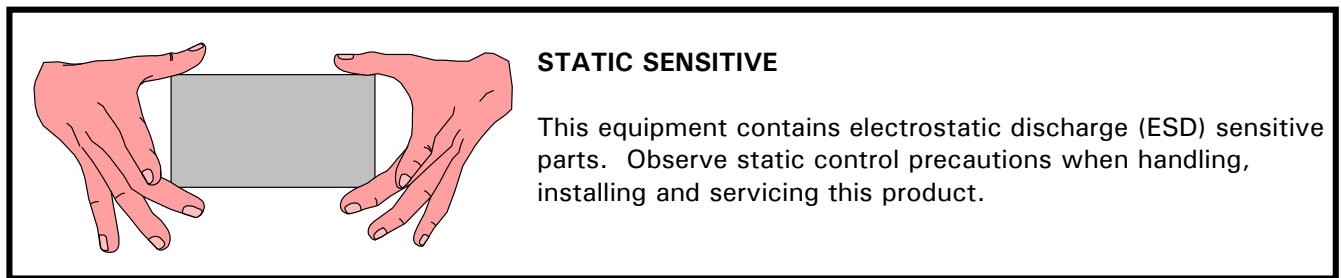 STATIC SENSITIVE
This equipment contains electrostatic discharge (ESD) sensitive
parts.  Observe static control precautions when handling,
installing and servicing this product.